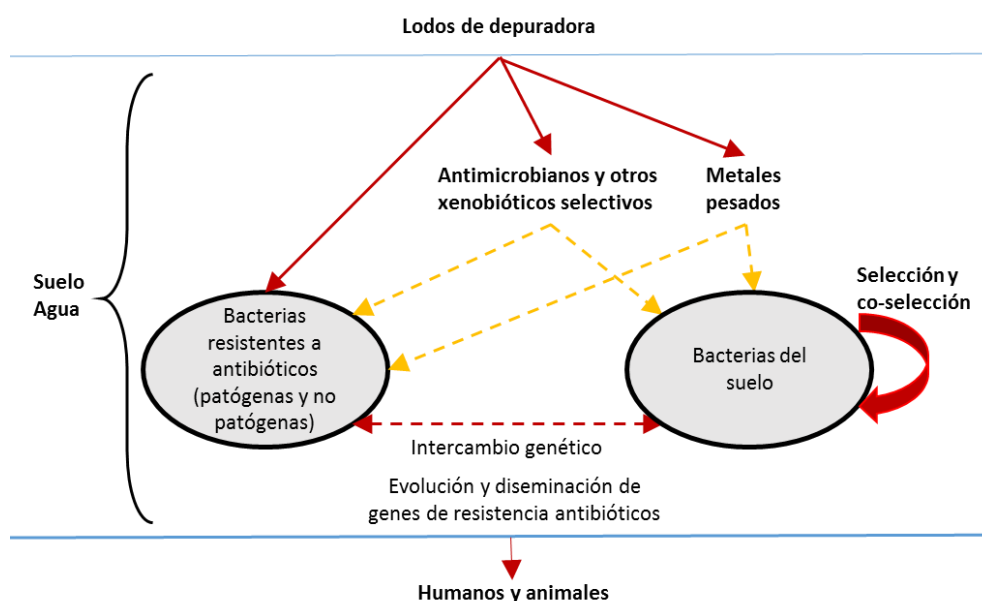 Lodos de depuradora
Antimicrobianos y otros
xenobióticos selectivos
Metales
pesados
Suelo
Agua
Selección y
co-selección
Bacterias
resistentes a
antibióticos
(patógenas y no
patógenas)
Bacterias del
suelo
Intercambio genético
Evolución y diseminación de
genes de resistencia antibióticos
Humanos y animales